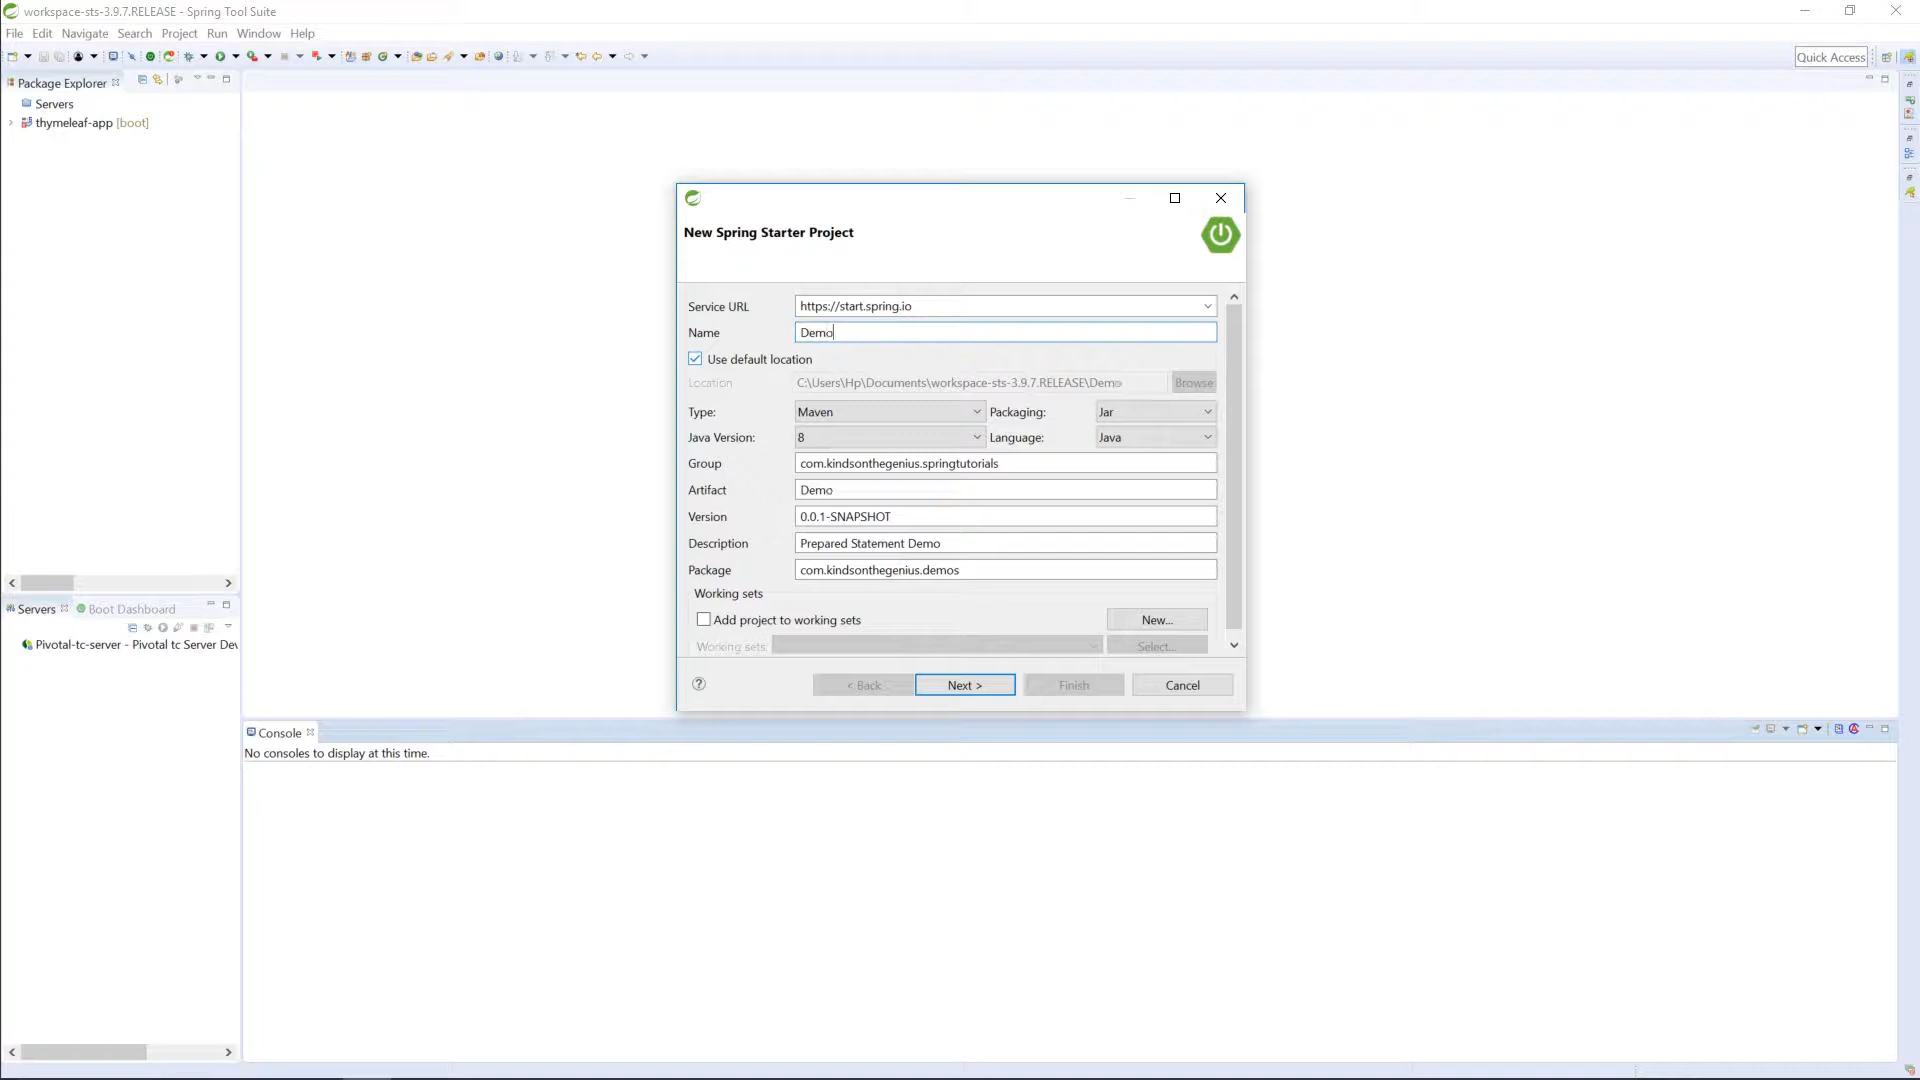 workspace-sts-3.9.7.RELEASE - Spring Tool Suite
File Edit Navigate Search Project Run Window Help
Quick Access
Package Explorer
Servers
thymeleaf-app [boot]
New Spring Starter Project
Service URL https://start.spring.io
Name Demo
Use default location
Location C:\Users\Hp\Documents\workspace-sts-3.9.7.RELEASE\Demo Browse
Type: Maven Packaging: Jar
Java Version: 8 Language: Java
Group com.kindsonthegenius.springtutorials
Artifact Demo
Version 0.0.1-SNAPSHOT
Description Prepared Statement Demo
Package com.kindsonthegenius.demos
Working sets
Add project to working sets New...
Working sets: Select...
< Back Next > Finish Cancel
Servers Boot Dashboard
Pivotal-tc-server - Pivotal tc Server Dev
Console
No consoles to display at this time.